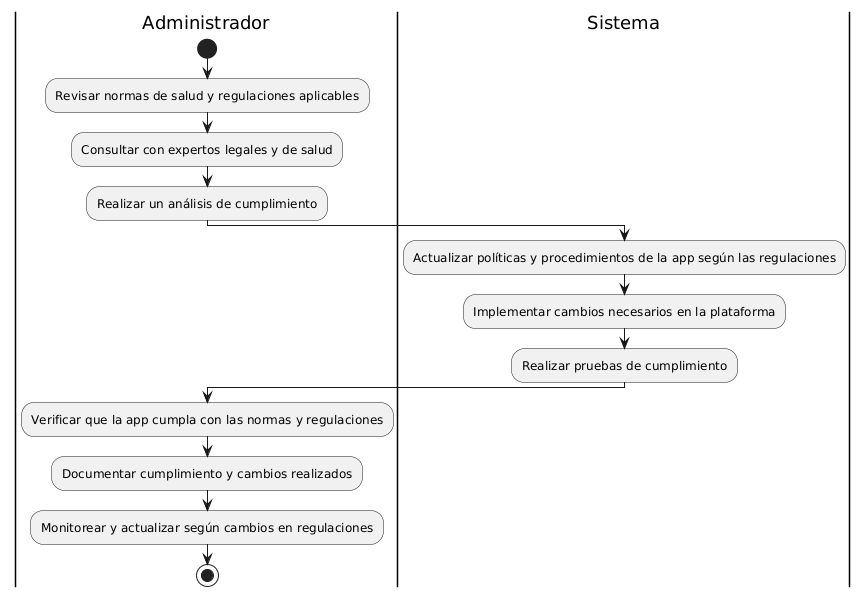 Administrador
Sistema
Revisar normas de salud y regulaciones aplicables
Consultar con expertos legales y de salud
Realizar un análisis de cumplimiento
Actualizar políticas y procedimientos de la app según las regulaciones
Implementar cambios necesarios en la plataforma
Realizar pruebas de cumplimiento
Verificar que la app cumpla con las normas y regulaciones
Documentar cumplimiento y cambios realizados
Monitorear y actualizar según cambios en regulaciones